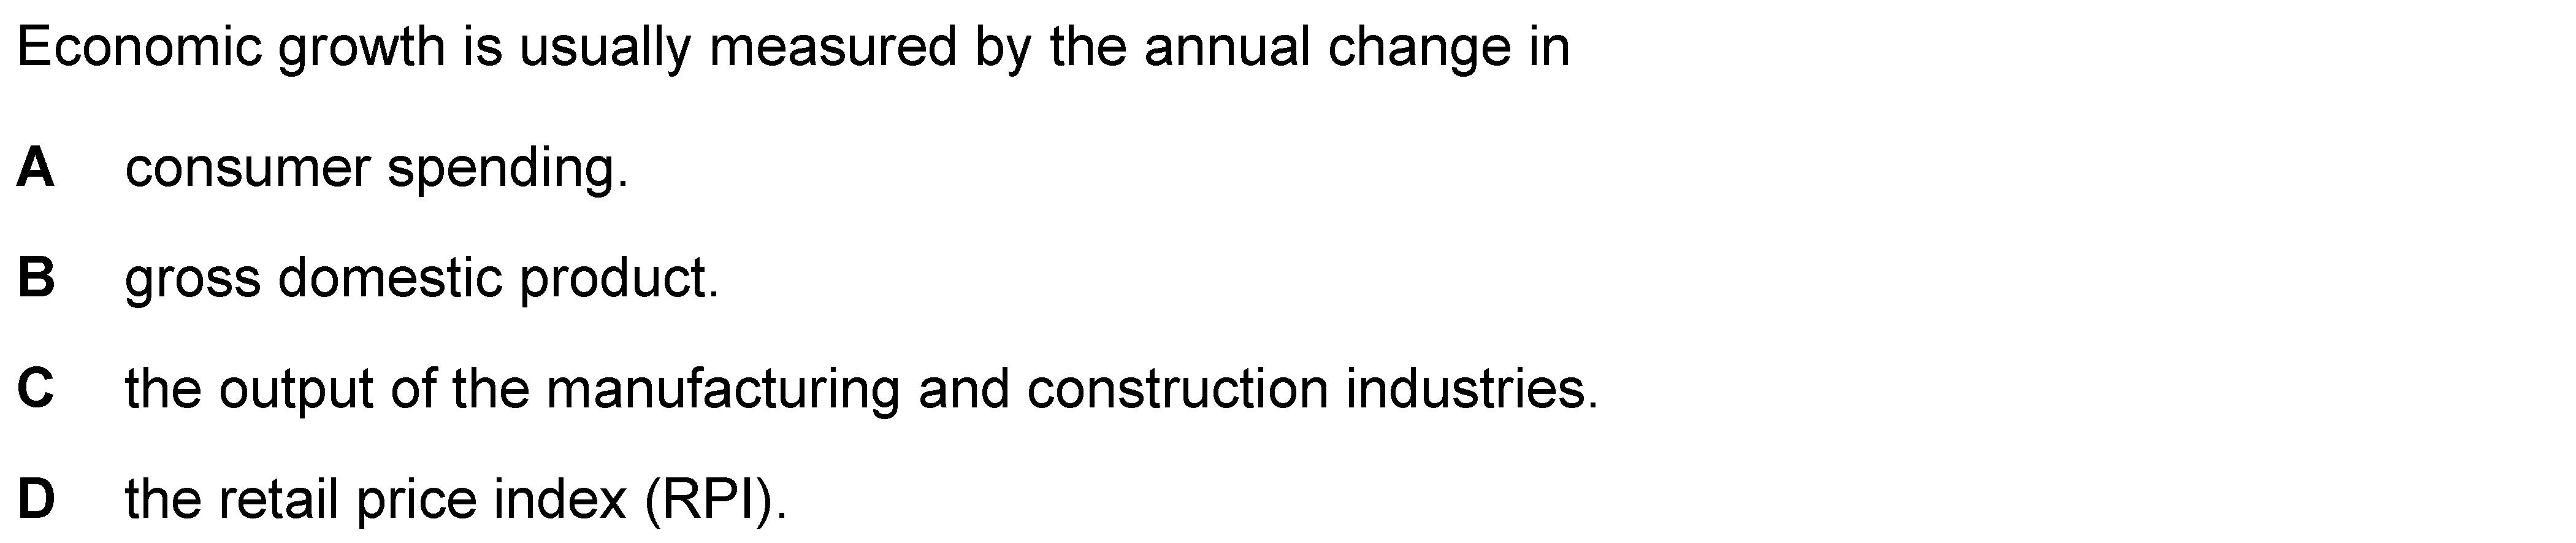 Economic growth is usually measured by the annual change in
A consumer spending.
B gross domestic product.
C the output of the manufacturing and construction industries.
D the retail price index (RPI).